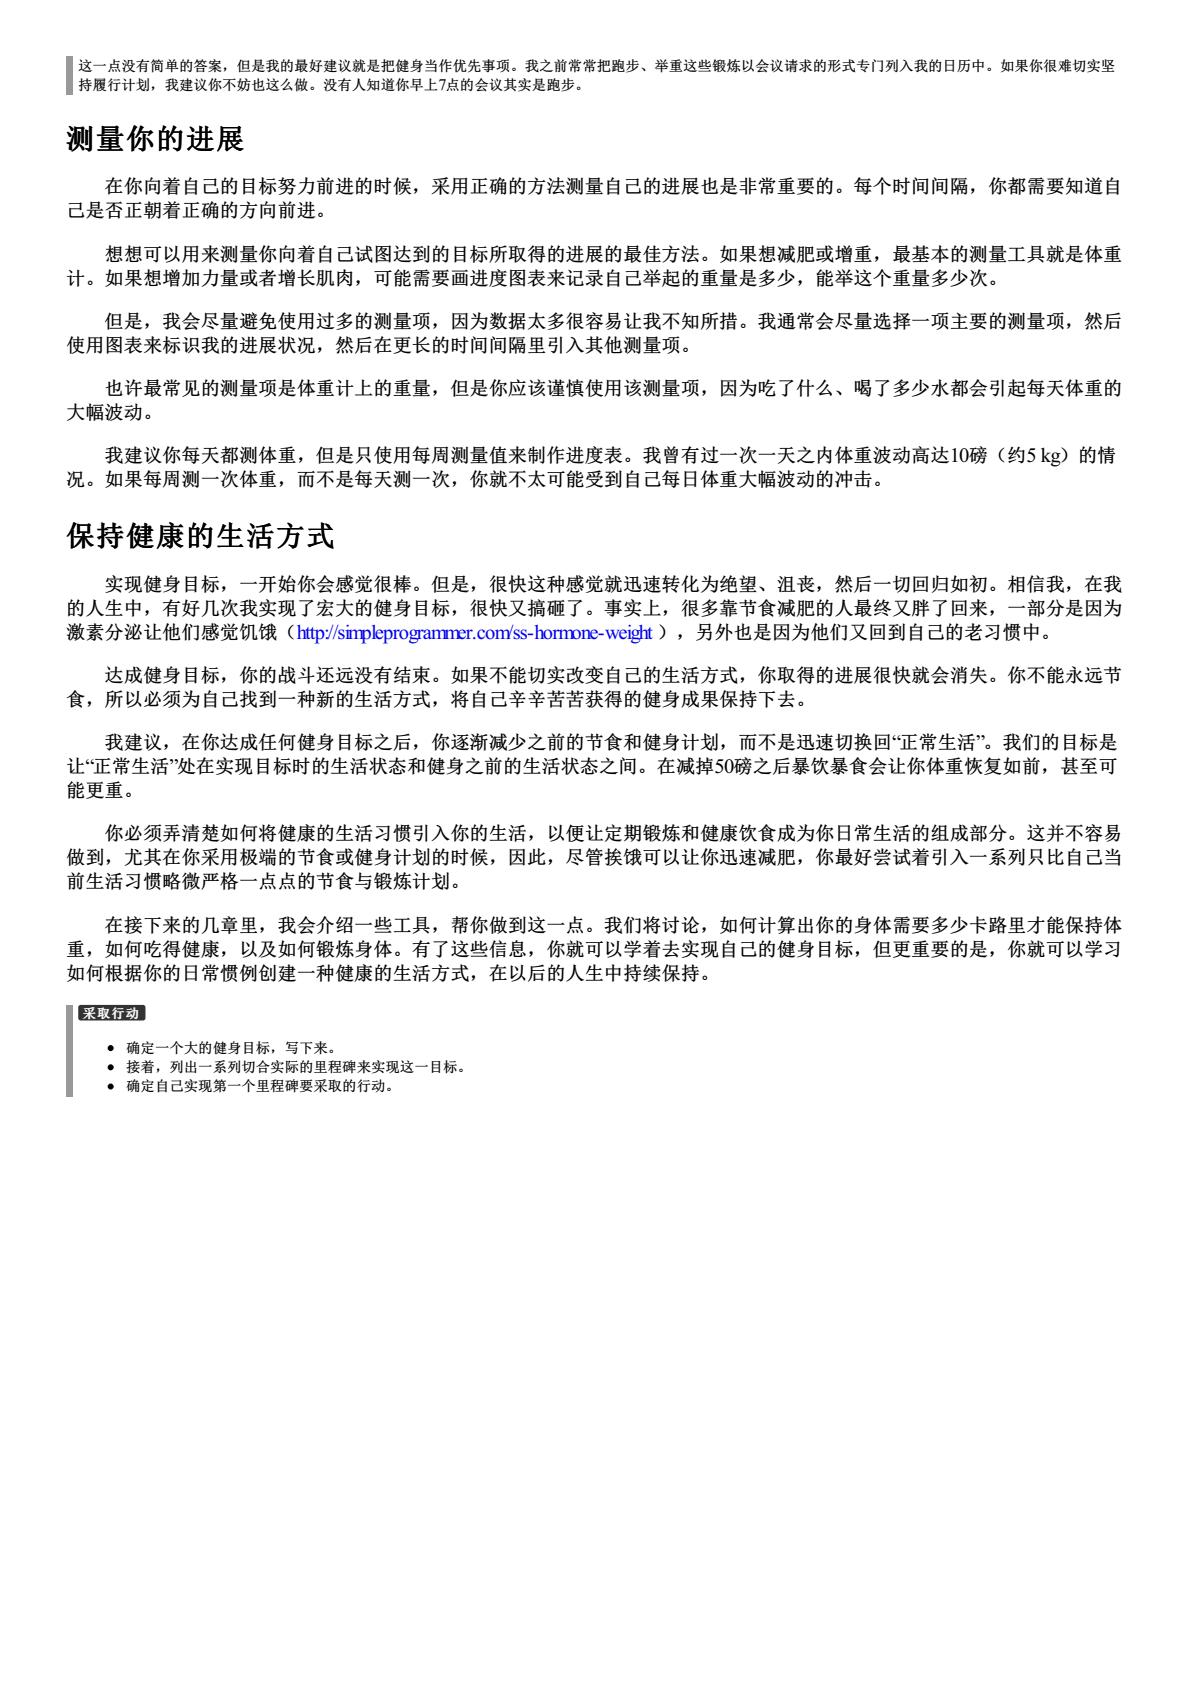 这一点没有简单的答案，但是我的最好建议就是把健身当作优先事项。我之前常常把跑步、举重这些锻炼以会议请求的形式专门列入我的日历中。如果你很难切实坚
持履行计划，我建议你不妨也这么做。没有人知道你早上7点的会议其实是跑步。
测量你的进展
在你向着自己的目标努力前进的时候，采用正确的方法测量自己的进展也是非常重要的。每个时间间隔，你都需要知道自
己是否正朝着正确的方向前进。
想想可以用来测量你向着自己试图达到的目标所取得的进展的最佳方法。如果想减肥或增重，最基本的测量工具就是体重
计。如果想增加力量或者增长肌肉，可能需要画进度图表来记录自己举起的重量是多少，能举这个重量多少次。
但是，我会尽量避免使用过多的测量项，因为数据太多很容易让我不知所措。我通常会尽量选择一项主要的测量项，然后
使用图表来标识我的进展状况，然后在更长的时间间隔里引入其他测量项。
也许最常见的测量项是体重计上的重量，但是你应该谨慎使用该测量项，因为吃了什么、喝了多少水都会引起每天体重的
大幅波动。
我建议你每天都测体重，但是只使用每周测量值来制作进度表。我曾有过一次一天之内体重波动高达10磅（约5 kg）的情
况。如果每周测一次体重，而不是每天测一次，你就不太可能受到自己每日体重大幅波动的冲击。
保持健康的生活方式
实现健身目标，一开始你会感觉很棒。但是，很快这种感觉就迅速转化为绝望、沮丧，然后一切回归如初。相信我，在我
的人生中，有好几次我实现了宏大的健身目标，很快又搞砸了。事实上，很多靠节食减肥的人最终又胖了回来，一部分是因为
激素分泌让他们感觉饥饿（http://simpleprogrammer.com/ss-hormone-weight ），另外也是因为他们又回到自己的老习惯中。
达成健身目标，你的战斗还远没有结束。如果不能切实改变自己的生活方式，你取得的进展很快就会消失。你不能永远节
食，所以必须为自己找到一种新的生活方式，将自己辛辛苦苦获得的健身成果保持下去。
我建议，在你达成任何健身目标之后，你逐渐减少之前的节食和健身计划，而不是迅速切换回“正常生活”。我们的目标是
让“正常生活”处在实现目标时的生活状态和健身之前的生活状态之间。在减掉50磅之后暴饮暴食会让你体重恢复如前，甚至可
能更重。
你必须弄清楚如何将健康的生活习惯引入你的生活，以便让定期锻炼和健康饮食成为你日常生活的组成部分。这并不容易
做到，尤其在你采用极端的节食或健身计划的时候，因此，尽管挨饿可以让你迅速减肥，你最好尝试着引入一系列只比自己当
前生活习惯略微严格一点点的节食与锻炼计划。
在接下来的几章里，我会介绍一些工具，帮你做到这一点。我们将讨论，如何计算出你的身体需要多少卡路里才能保持体
重，如何吃得健康，以及如何锻炼身体。有了这些信息，你就可以学着去实现自己的健身目标，但更重要的是，你就可以学习
如何根据你的日常惯例创建一种健康的生活方式，在以后的人生中持续保持。
采取行动
● 确定一个大的健身目标，写下来。
● 接着，列出一系列切合实际的里程碑来实现这一目标。
● 确定自己实现第一个里程碑要采取的行动。